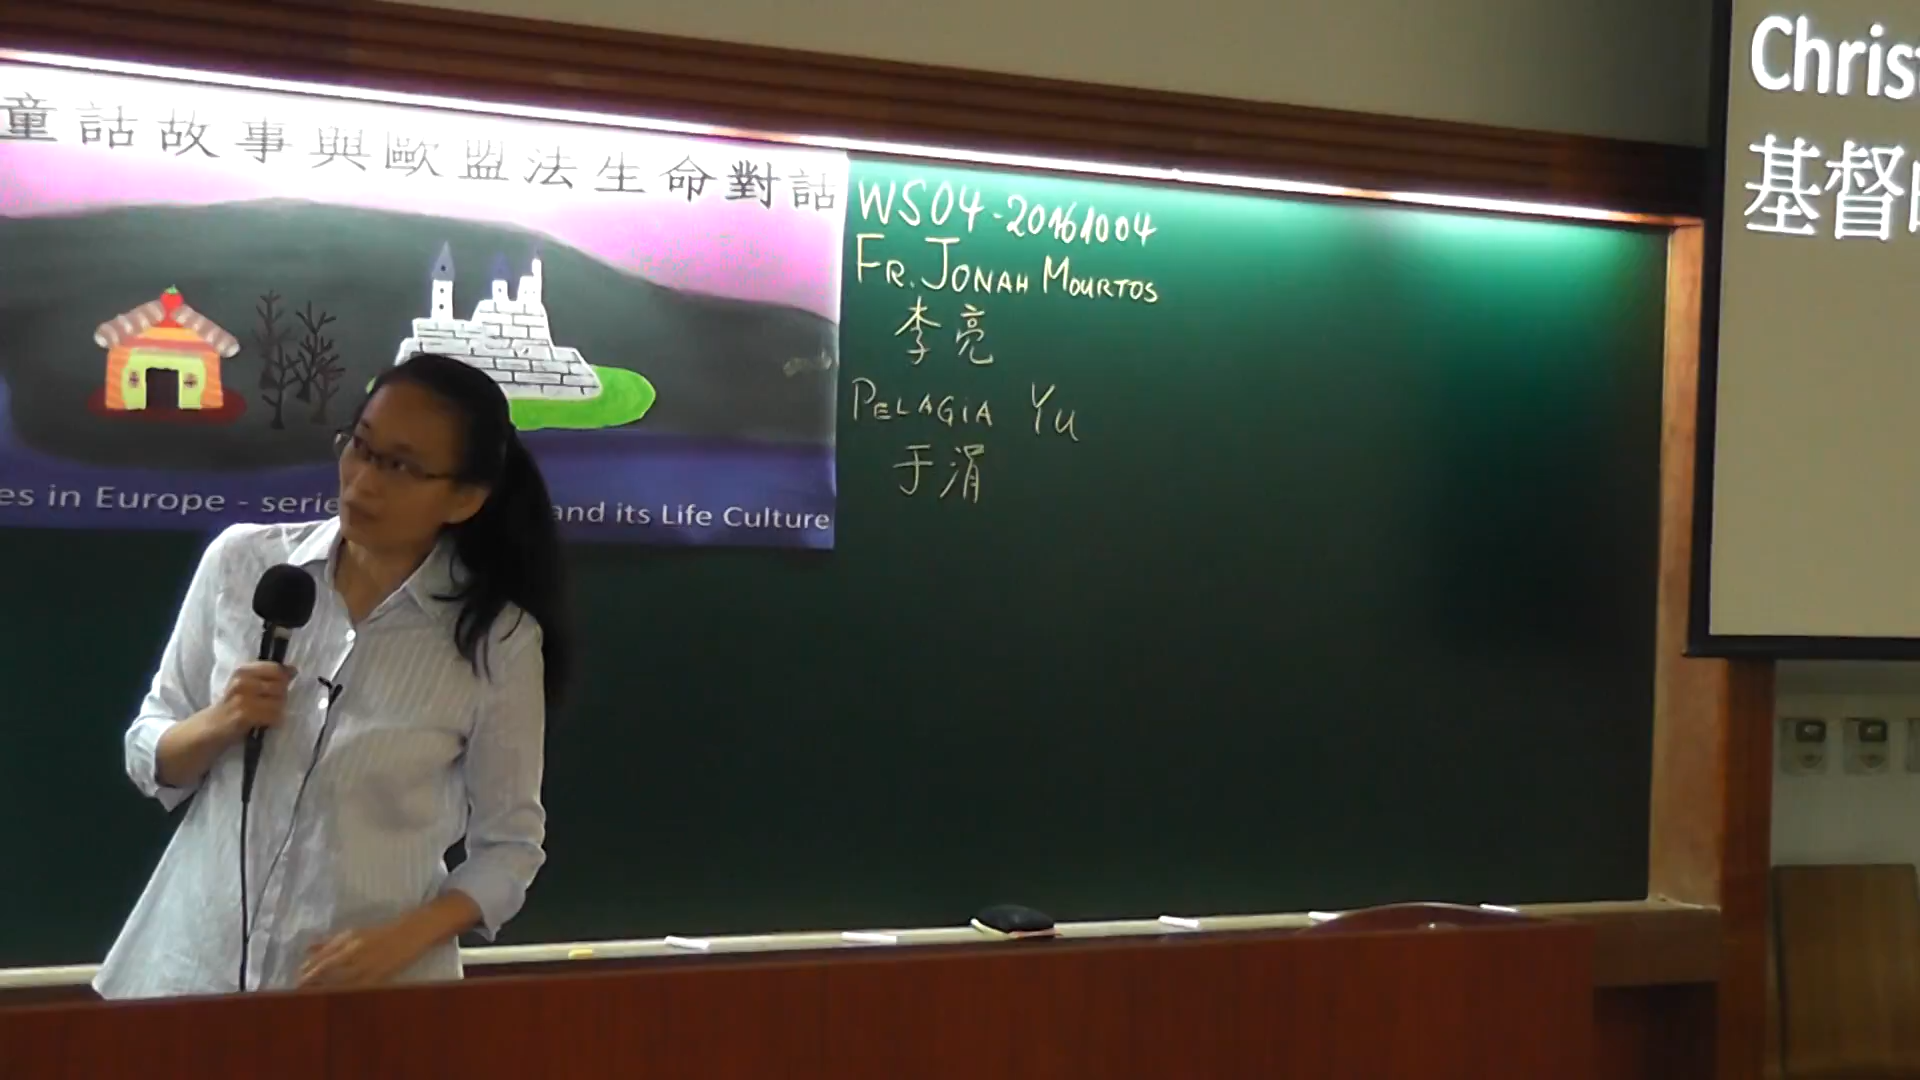 童話故事與歐盟法生命對話
es in Europe - serie and its Life Culture
WS04-20161004
FR. JONAH MOURTOS
李亮
PELAGIA YU
于涓
Christ
基督